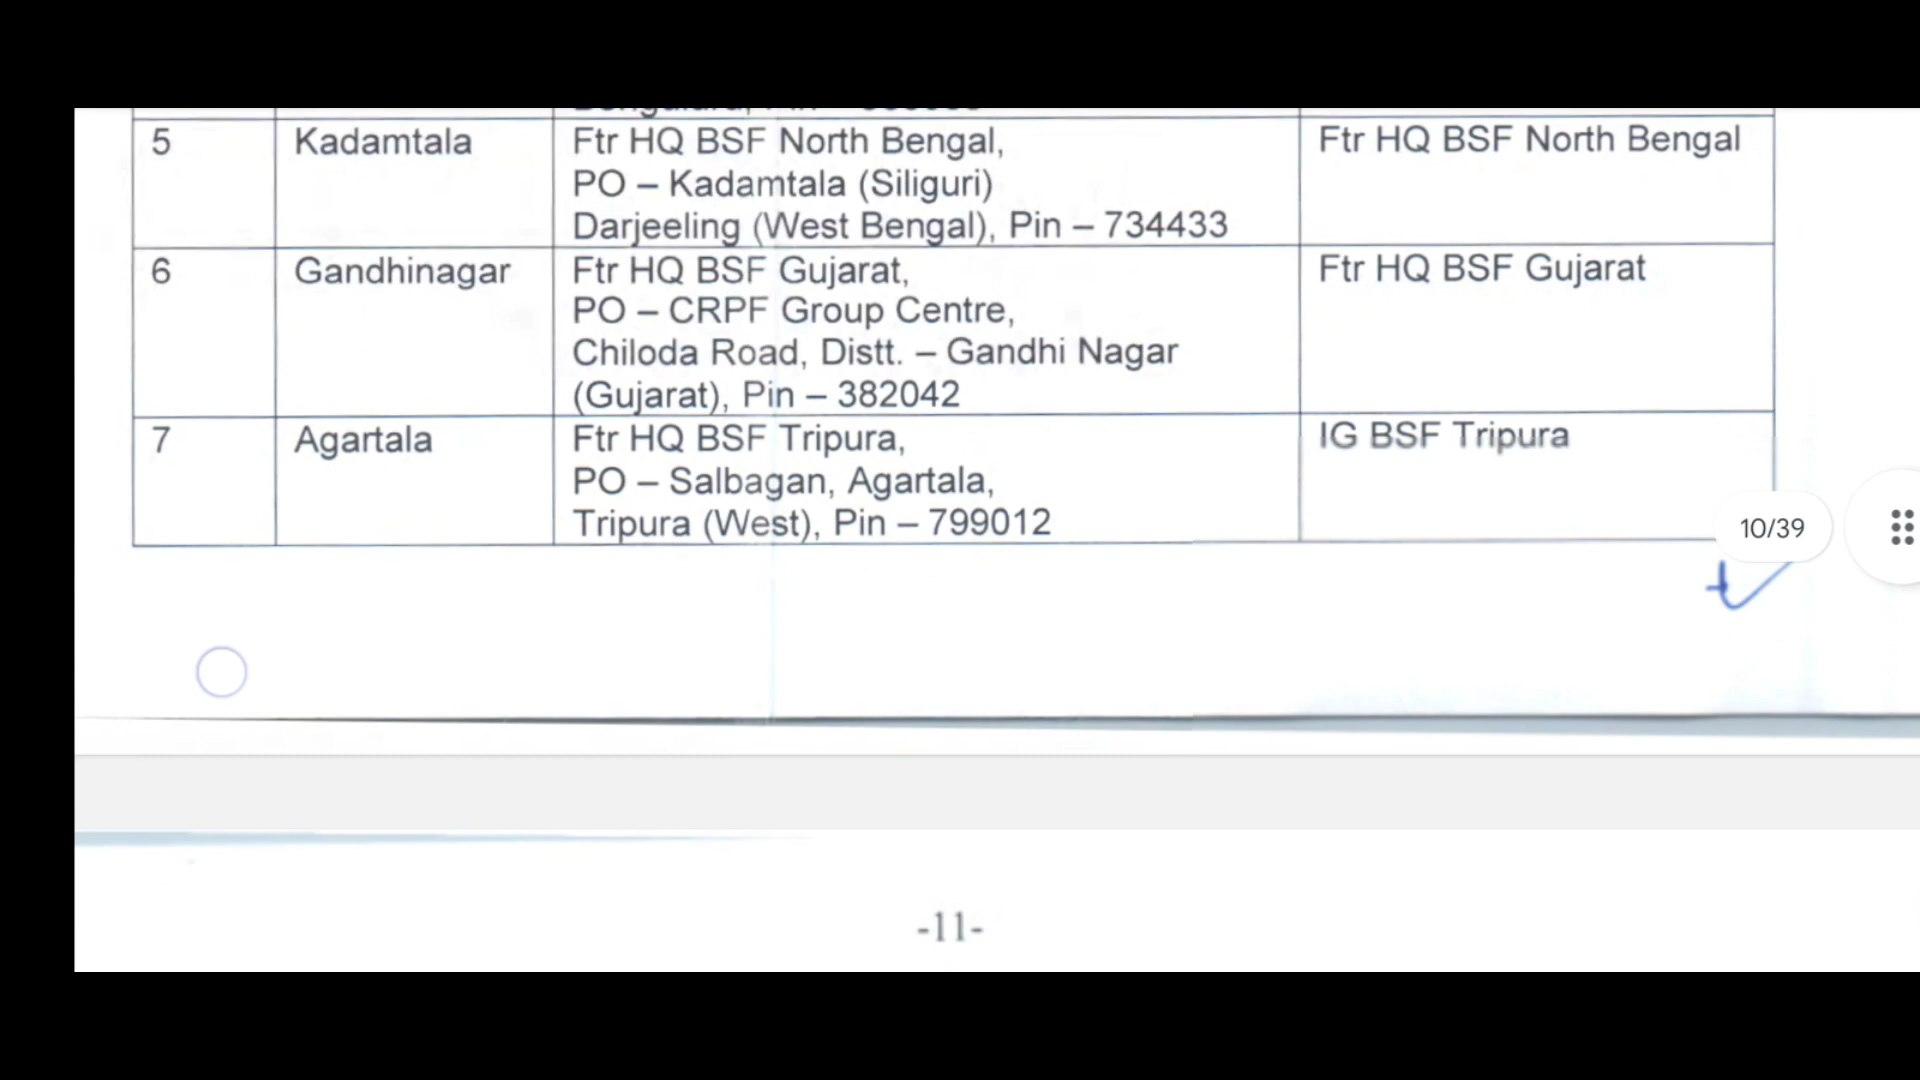 5 Kadamtala Ftr HQ BSF North Bengal, Ftr HQ BSF North Bengal
PO – Kadamtala (Siliguri)
Darjeeling (West Bengal), Pin – 734433
6 Gandhinagar Ftr HQ BSF Gujarat, Ftr HQ BSF Gujarat
PO – CRPF Group Centre,
Chiloda Road, Distt. – Gandhi Nagar
(Gujarat), Pin – 382042
7 Agartala Ftr HQ BSF Tripura, IG BSF Tripura
PO – Salbagan, Agartala,
Tripura (West), Pin – 799012
10/39
-11-